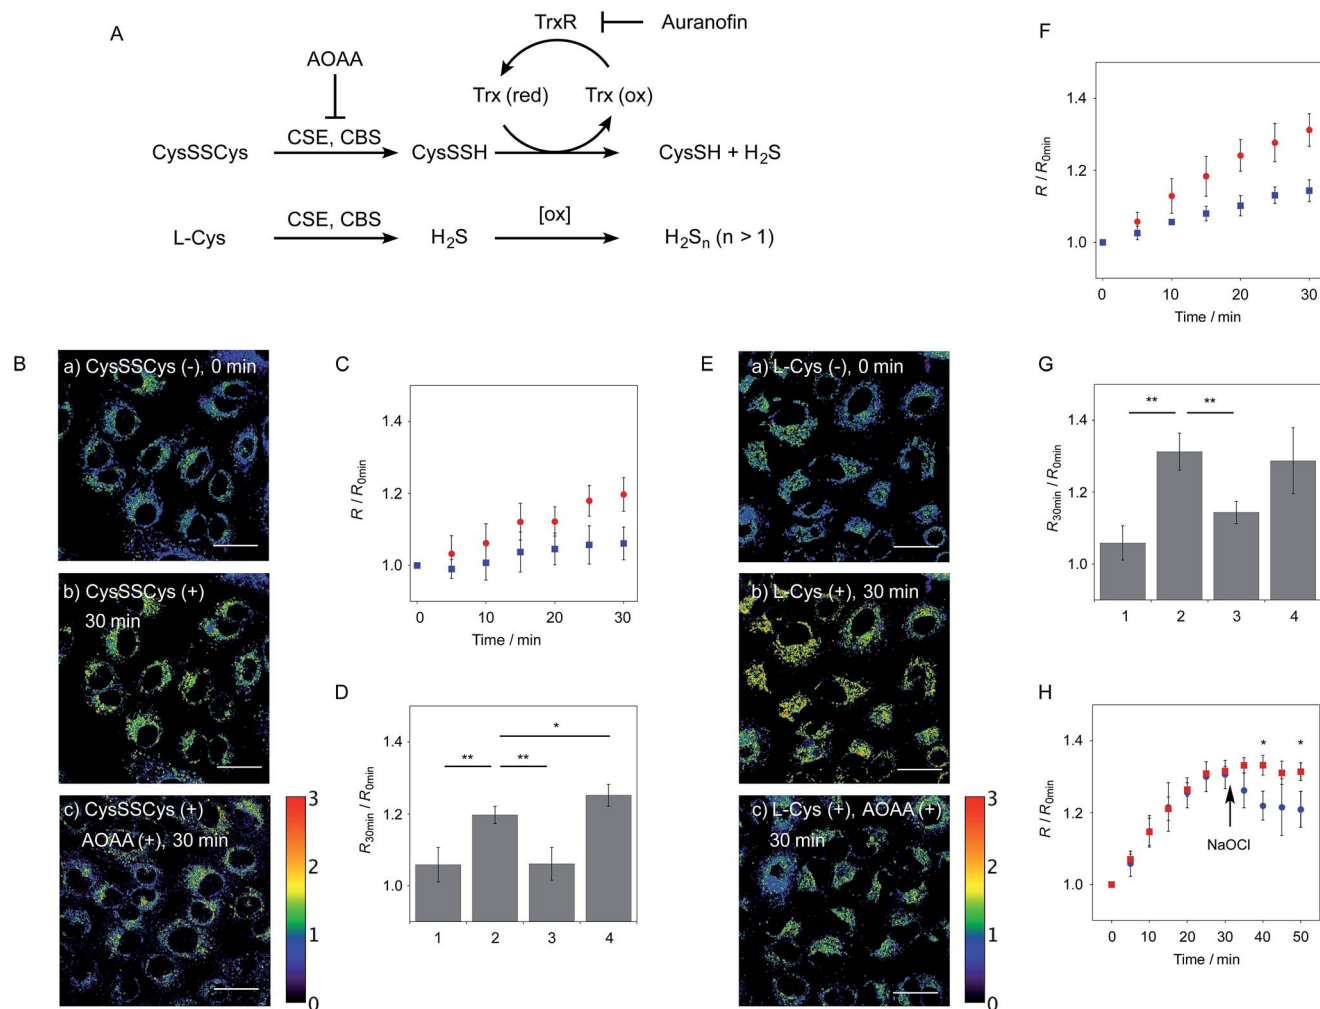 A
TrxR
Auranofin
AOAA
Trx (red)
Trx (ox)
CysSSCys
CSE, CBS
CysSSH
CysSH + H₂S
L-Cys
CSE, CBS
H₂S
[ox]
H₂Sₙ (n > 1)
B
a) CysSSCys (-), 0 min
b) CysSSCys (+)
30 min
c) CysSSCys (+)
AOAA (+), 30 min
3
2
1
0
C
R / R0min
1.4
1.2
1.0
0 10 20 30
Time / min
D
R30min / R0min
1.4
1.2
1.0
** ** *
1 2 3 4
E
a) L-Cys (-), 0 min
b) L-Cys (+), 30 min
c) L-Cys (+), AOAA (+)
30 min
3
2
1
0
F
R / R0min
1.4
1.2
1.0
0 10 20 30
Time / min
G
R30min / R0min
1.4
1.2
1.0
** **
1 2 3 4
H
R / R0min
1.4
1.2
1.0
* *
NaOCl
0 10 20 30 40 50
Time / min